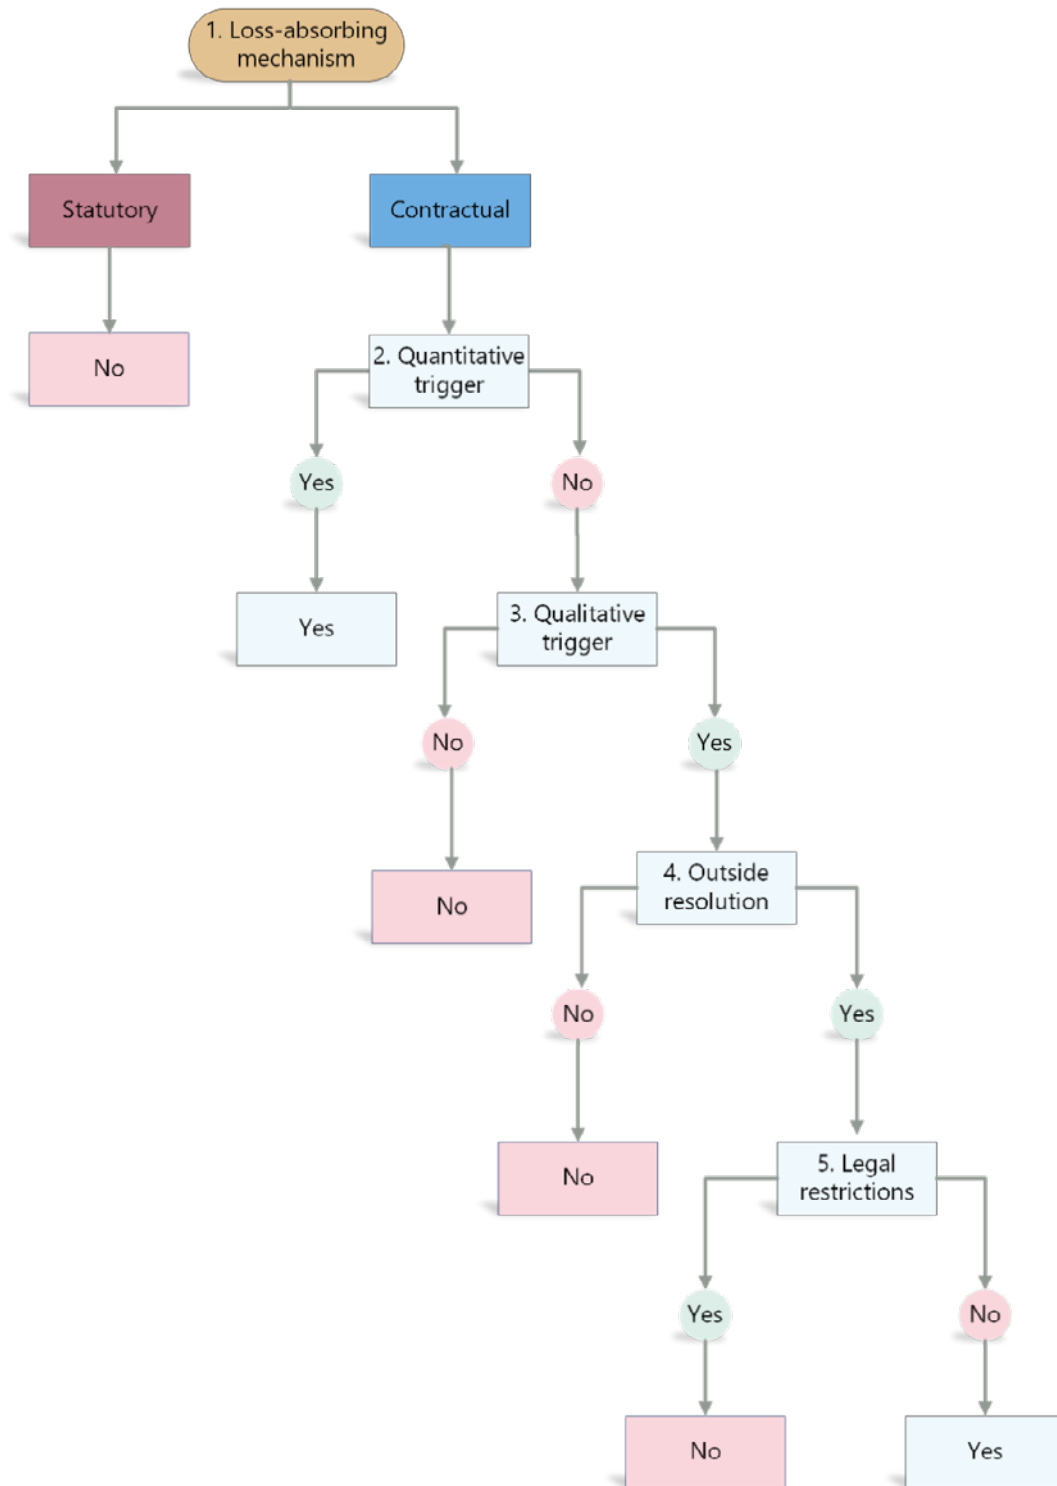 1. Loss-absorbing
mechanism
Statutory
Contractual
No
2. Quantitative
trigger
Yes
No
Yes
3. Qualitative
trigger
No
Yes
No
4. Outside
resolution
No
Yes
No
5. Legal
restrictions
Yes
No
No
Yes